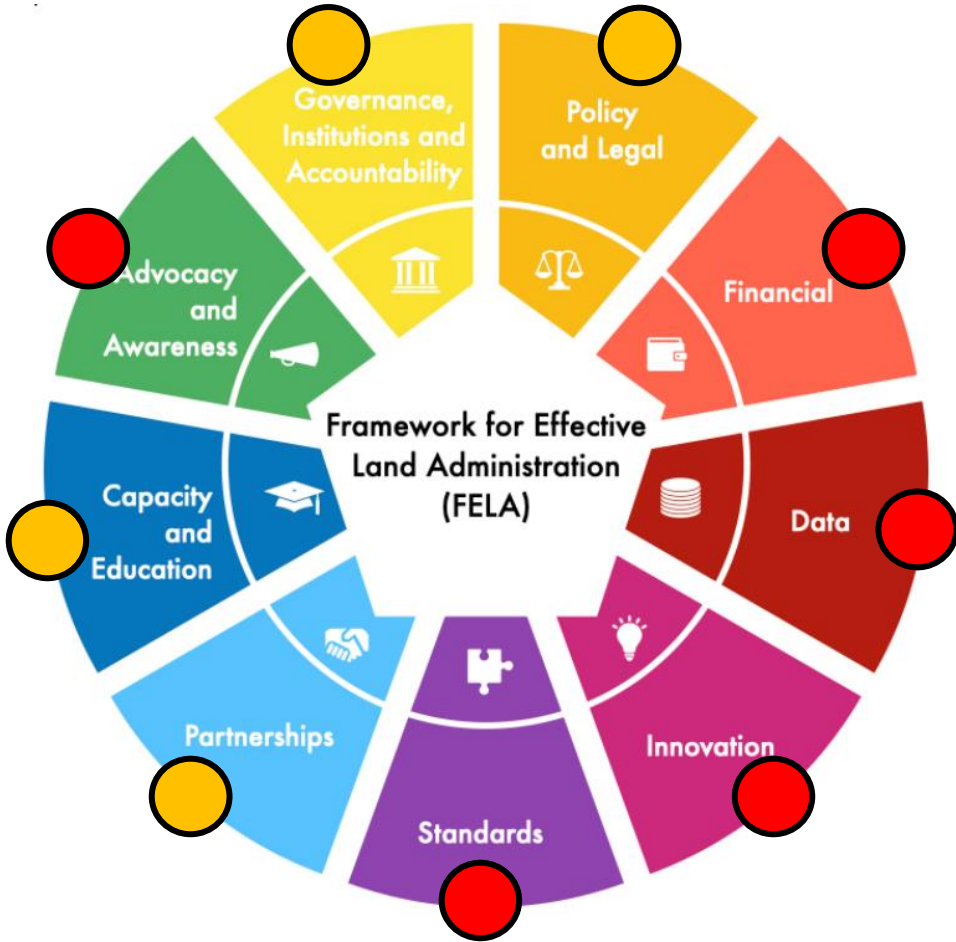 Governance,
Institutions and
Accountability
Policy
and Legal
Financial
Data
Innovation
Standards
Partnerships
Capacity
and
Education
Advocacy
and
Awareness
Framework for Effective
Land Administration
(FELA)